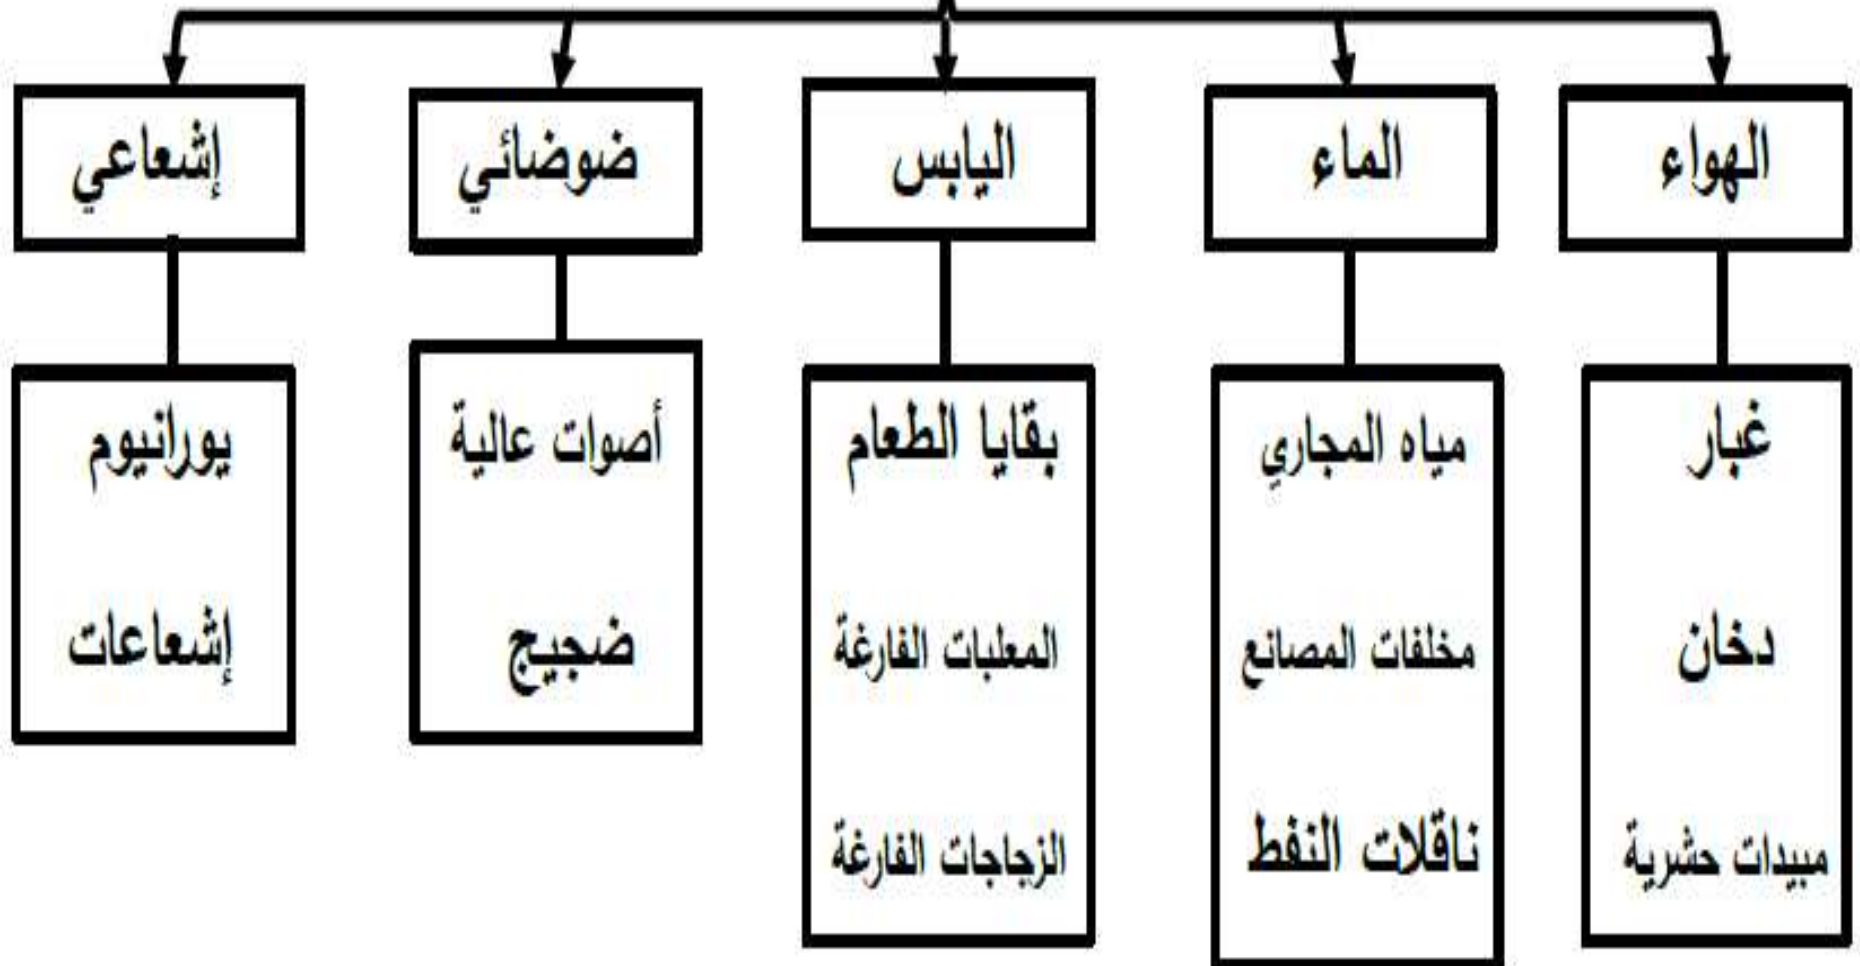 الهواء
الماء
اليابس
ضوضائي
إشعاعي
غبار
دخان
مبيدات حشرية
مياه المجاري
مخلفات المصانع
ناقلات النفط
بقايا الطعام
المعلبات الفارغة
الزجاجات الفارغة
أصوات عالية
ضجيج
يورانيوم
إشعاعات